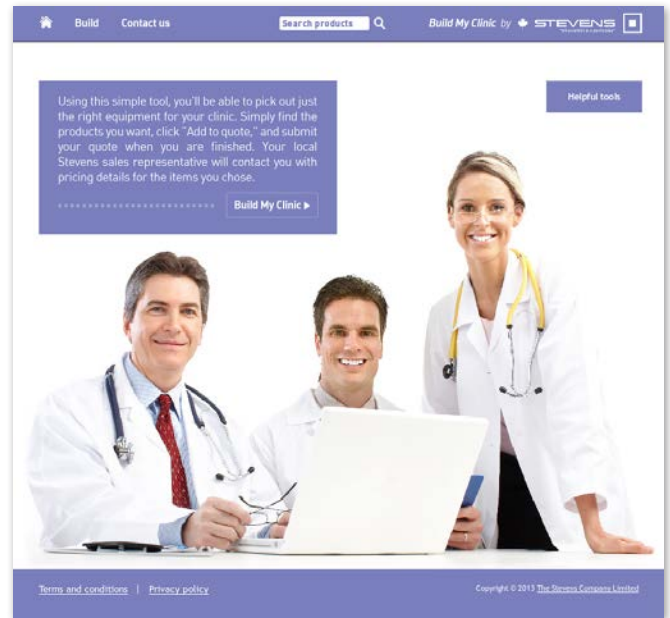 Build Contact us Search products Build My Clinic by STEVENS
Helpful tools
Using this simple tool, you'll be able to pick out just
the right equipment for your clinic. Simply find the
products you want, click "Add to quote," and submit
your quote when you are finished. Your local
Stevens sales representative will contact you with
pricing details for the items you chose.
Build My Clinic
Terms and conditions | Privacy policy
Copyright © 2013 The Stevens Company Limited